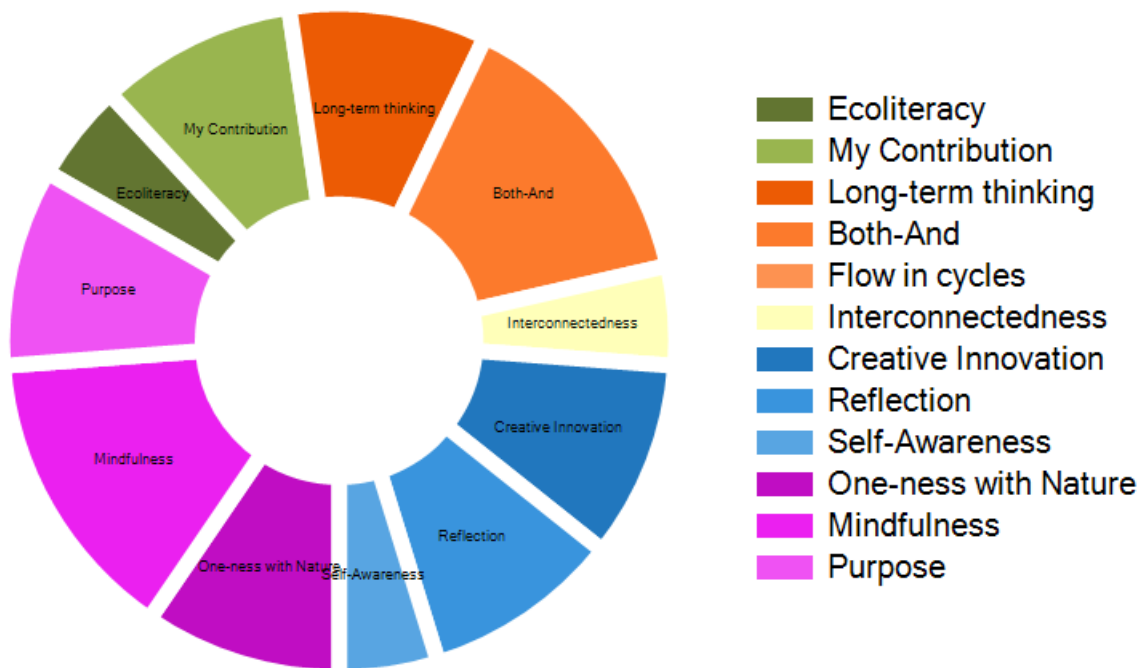 Long-term thinking
My Contribution
Both-And
Ecoliteracy
Purpose
Interconnectedness
Creative Innovation
Mindfulness
Reflection
One-ness with Nature
Self-Awareness
Ecoliteracy
My Contribution
Long-term thinking
Both-And
Flow in cycles
Interconnectedness
Creative Innovation
Reflection
Self-Awareness
One-ness with Nature
Mindfulness
Purpose